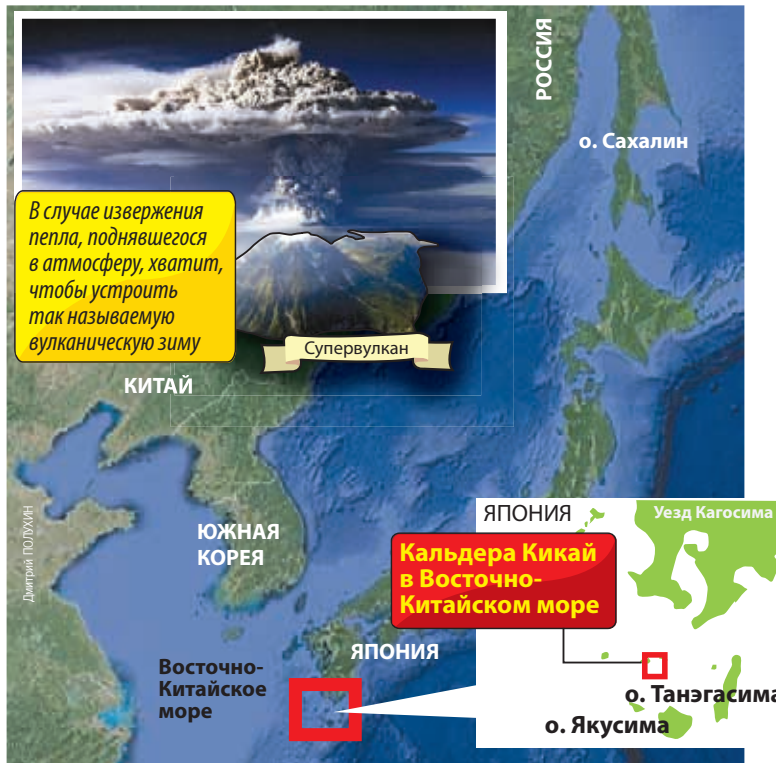 РОССИЯ
о. Сахалин
В случае извержения
пепла, поднявшегося
в атмосферу, хватит,
чтобы устроить
так называемую
вулканическую зиму
Супервулкан
КИТАЙ
ЮЖНАЯ
КОРЕЯ
Дмитрий ПОЛУХИН
ЯПОНИЯ
Восточно-
Китайское
море
ЯПОНИЯ
Уезд Кагосима
Кальдера Кикай
в Восточно-
Китайском море
о. Танэгасима
о. Якусима